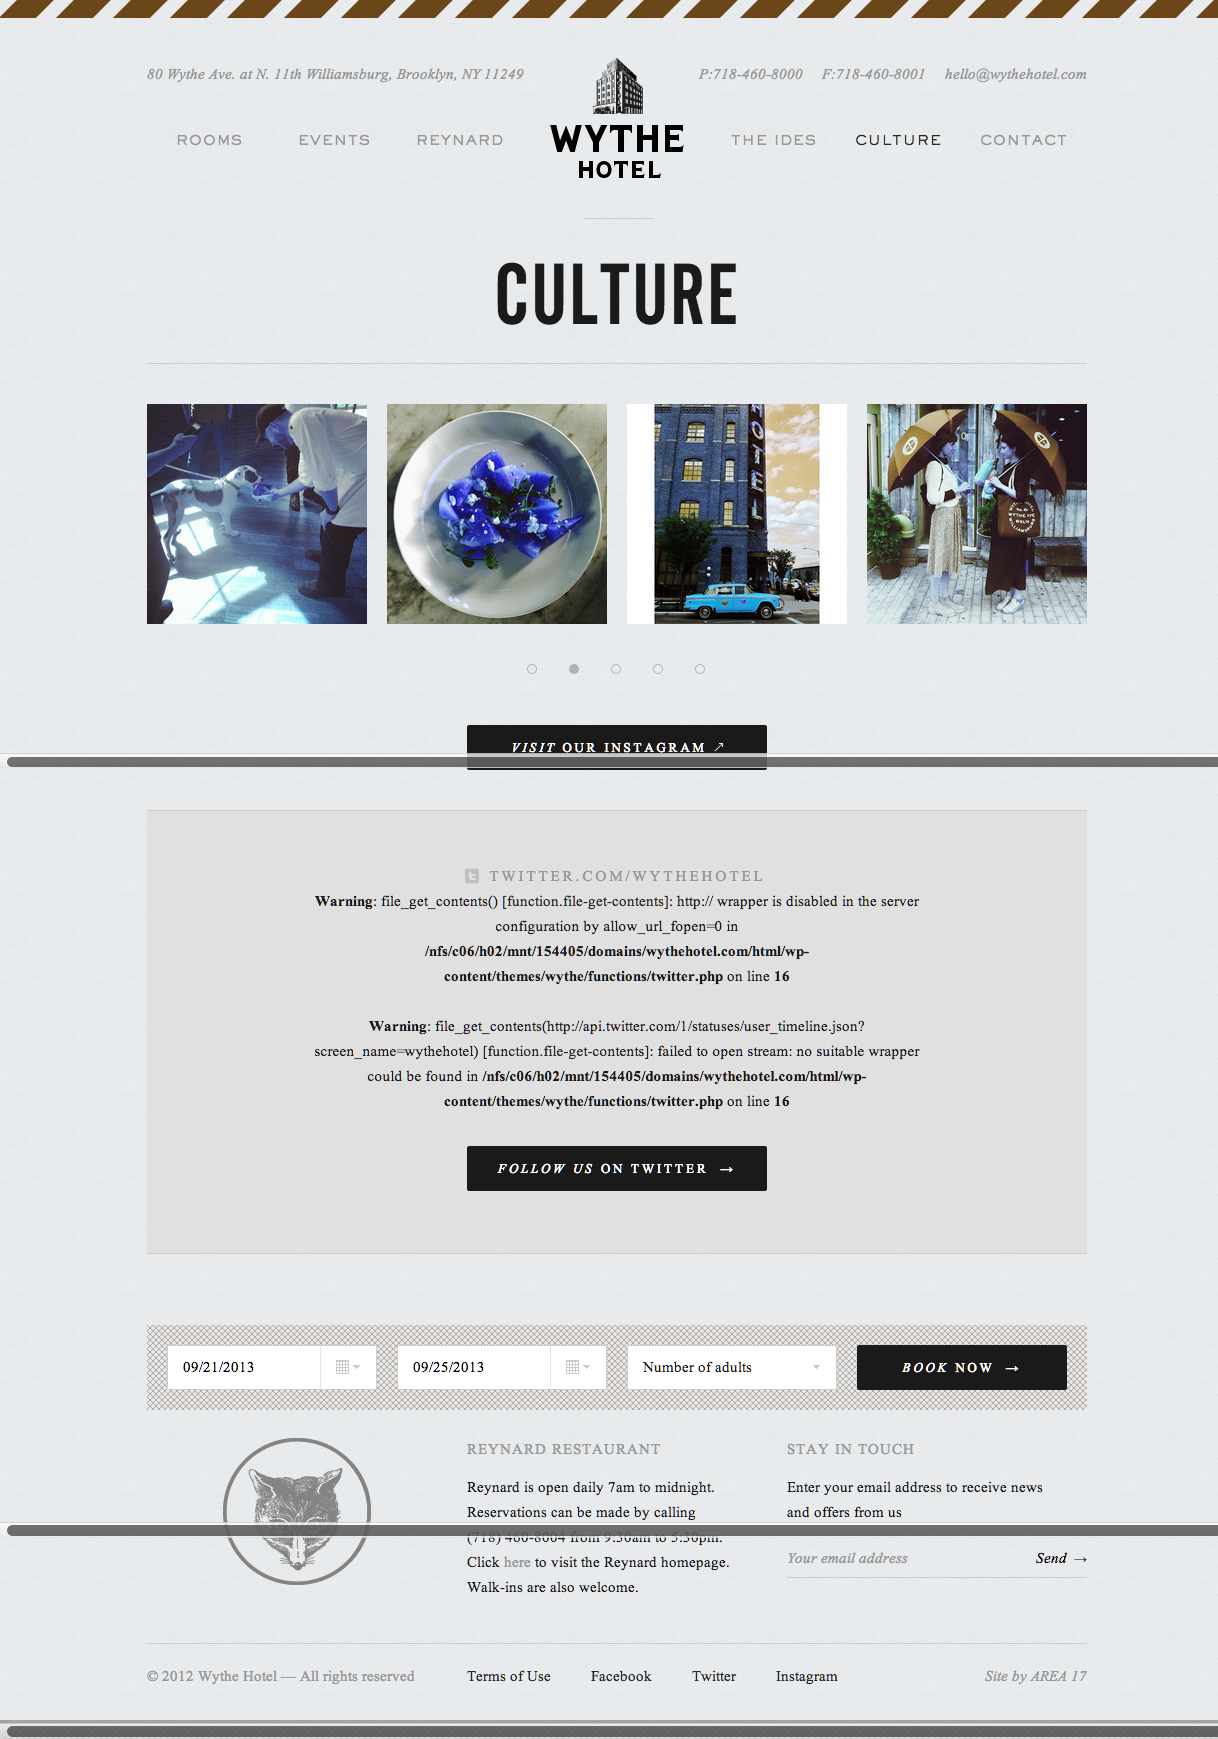 80 Wythe Ave. at N. 11th Williamsburg, Brooklyn, NY 11249
P:718-460-8000 F:718-460-8001 hello@wythehotel.com
ROOMS EVENTS REYNARD
WYTHE
HOTEL
THE IDES CULTURE CONTACT
CULTURE
VISIT OUR INSTAGRAM ↗
TWITTER.COM/WYTHEHOTEL
Warning: file_get_contents() [function.file-get-contents]: http:// wrapper is disabled in the server
configuration by allow_url_fopen=0 in
/nfs/c06/h02/mnt/154405/domains/wythehotel.com/html/wp-
content/themes/wythe/functions/twitter.php on line 16
Warning: file_get_contents(http://api.twitter.com/1/statuses/user_timeline.json?
screen_name=wythehotel) [function.file-get-contents]: failed to open stream: no suitable wrapper
could be found in /nfs/c06/h02/mnt/154405/domains/wythehotel.com/html/wp-
content/themes/wythe/functions/twitter.php on line 16
FOLLOW US ON TWITTER →
09/21/2013 09/25/2013 Number of adults BOOK NOW →
REYNARD RESTAURANT
Reynard is open daily 7am to midnight.
Reservations can be made by calling
(718) 460-8004 from 9:30am to 5:30pm.
Click here to visit the Reynard homepage.
Walk-ins are also welcome.
STAY IN TOUCH
Enter your email address to receive news
and offers from us
Your email address Send →
© 2012 Wythe Hotel — All rights reserved Terms of Use Facebook Twitter Instagram Site by AREA 17